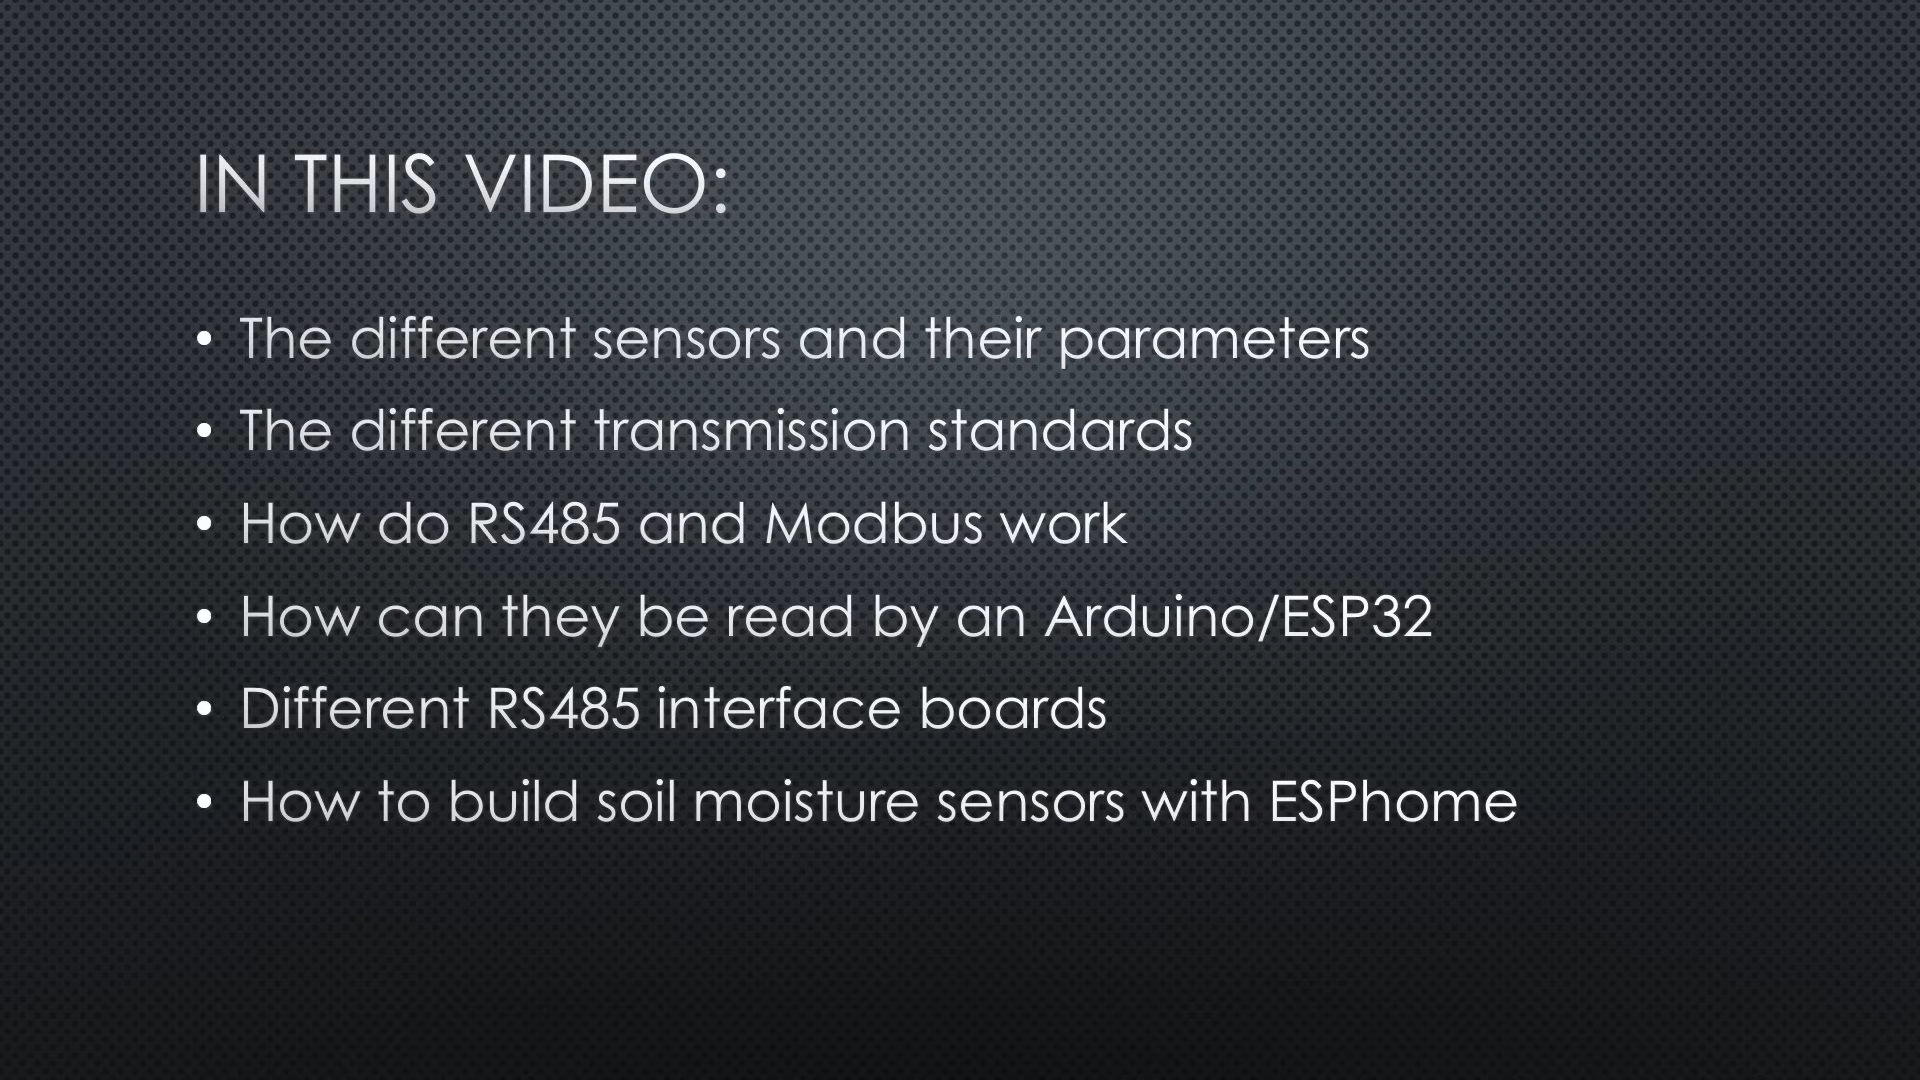 IN THIS VIDEO:
• The different sensors and their parameters
• The different transmission standards
• How do RS485 and Modbus work
• How can they be read by an Arduino/ESP32
• Different RS485 interface boards
• How to build soil moisture sensors with ESPhome